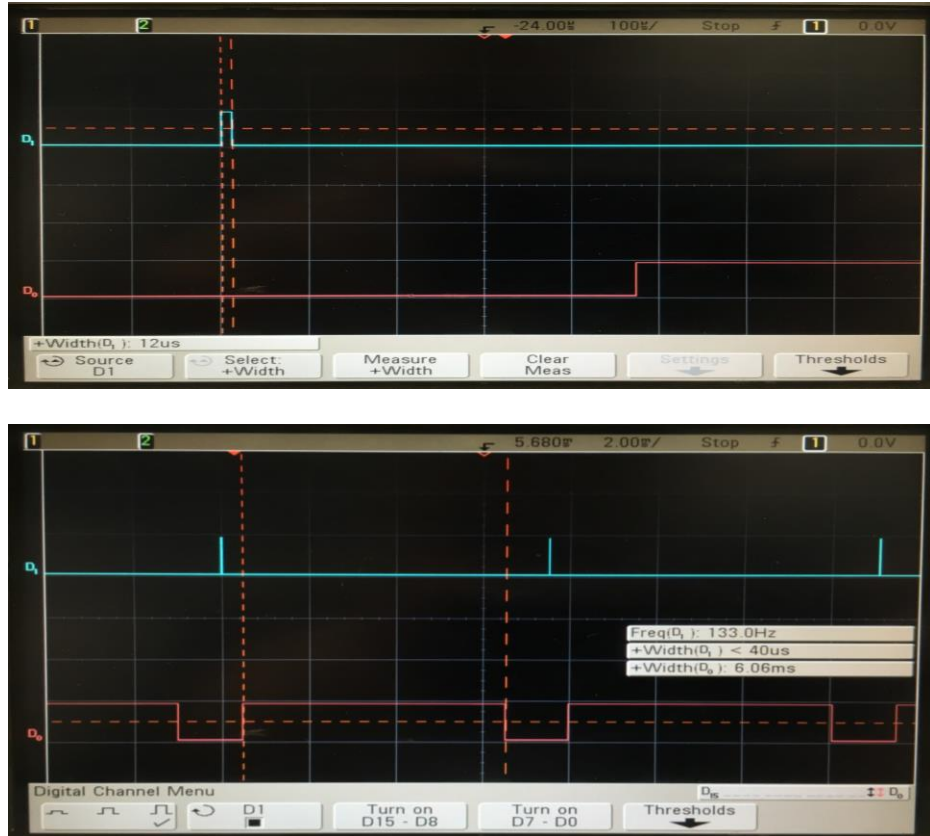 1 2 -24.00us 100us/ Stop 1 0.0V
D1
D0
+Width(D1): 12us
Source Select: Measure Clear Settings Thresholds
D1 +Width +Width Meas
1 2 5.680ms 2.00ms/ Stop 1 0.0V
D1
Freq(D1): 133.0Hz
+Width(D1) < 40us
+Width(D0): 6.06ms
D0
Digital Channel Menu D15 D0
D1 Turn on Turn on Thresholds
D15 - D8 D7 - D0